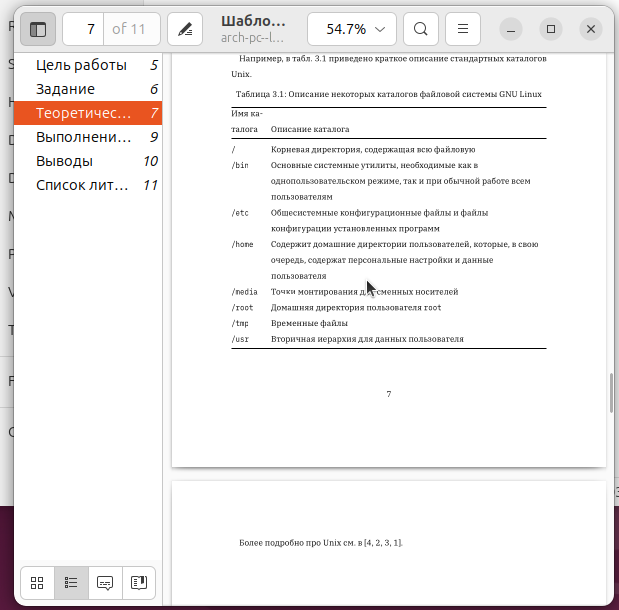 7 of 11
Шабло...
arch-pc--l...
54.7%
Цель работы 5
Задание 6
Теоретичес... 7
Выполнени... 9
Выводы 10
Список лит... 11
Например, в табл. 3.1 приведено краткое описание стандартных каталогов
Unix.
Таблица 3.1: Описание некоторых каталогов файловой системы GNU Linux
Имя ка-
талога Описание каталога
/ Корневая директория, содержащая всю файловую
/bin Основные системные утилиты, необходимые как в
однопользовательском режиме, так и при обычной работе всем
пользователям
/etc Общесистемные конфигурационные файлы и файлы
конфигурации установленных программ
/home Содержит домашние директории пользователей, которые, в свою
очередь, содержат персональные настройки и данные
пользователя
/media Точки монтирования для сменных носителей
/root Домашняя директория пользователя root
/tmp Временные файлы
/usr Вторичная иерархия для данных пользователя
7
Более подробно про Unix см. в [4, 2, 3, 1].